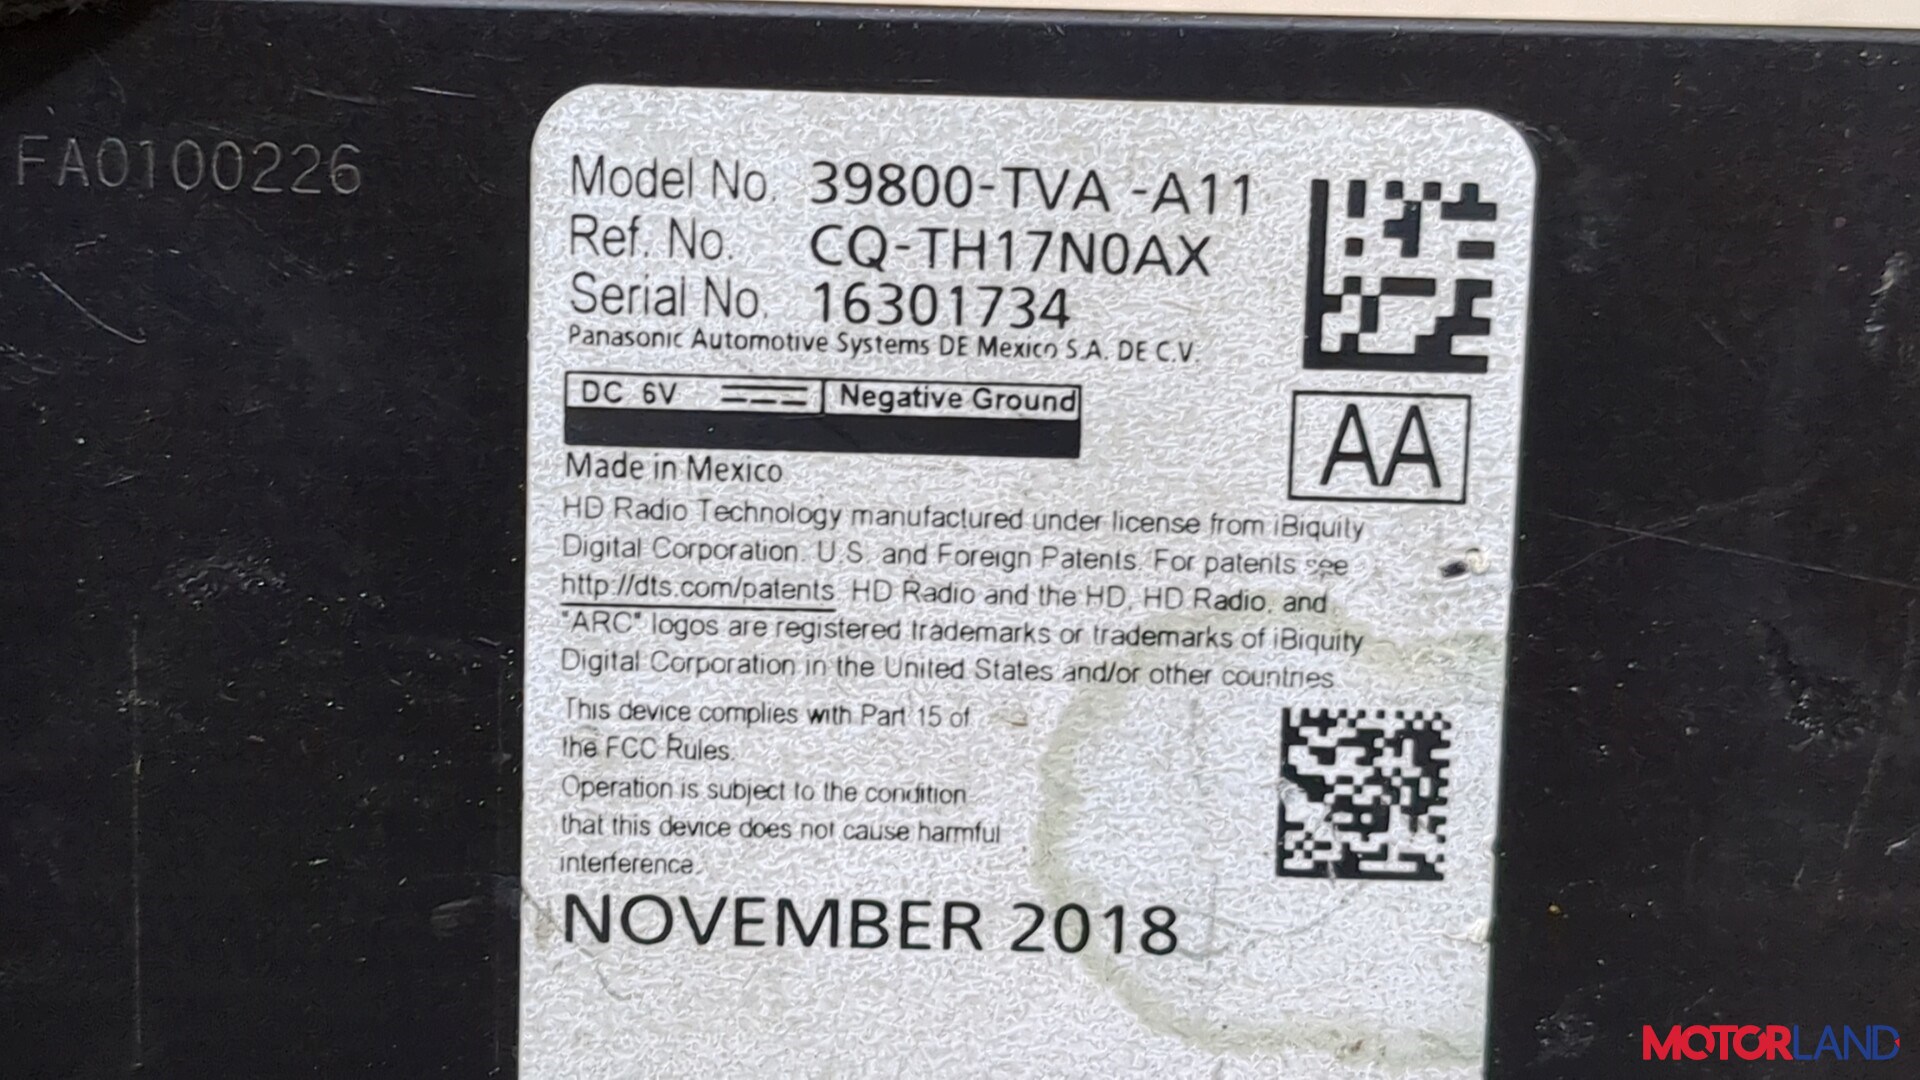 FA0100226
Model No. 39800-TVA -A11
Ref. No. CQ-TH17N0AX
Serial No. 16301734
Panasonic Automotive Systems DE Mexico S.A. DE C.V.
DC 6V Negative Ground
AA
Made in Mexico
HD Radio Technology manufactured under license from iBiquity
Digital Corporation. U.S. and Foreign Patents. For patents see
http://dts.com/patents. HD Radio and the HD, HD Radio, and
"ARC" logos are registered trademarks or trademarks of iBiquity
Digital Corporation in the United States and/or other countries.
This device complies with Part 15 of
the FCC Rules.
Operation is subject to the condition
that this device does not cause harmful
interference.
NOVEMBER 2018
MOTORLAND